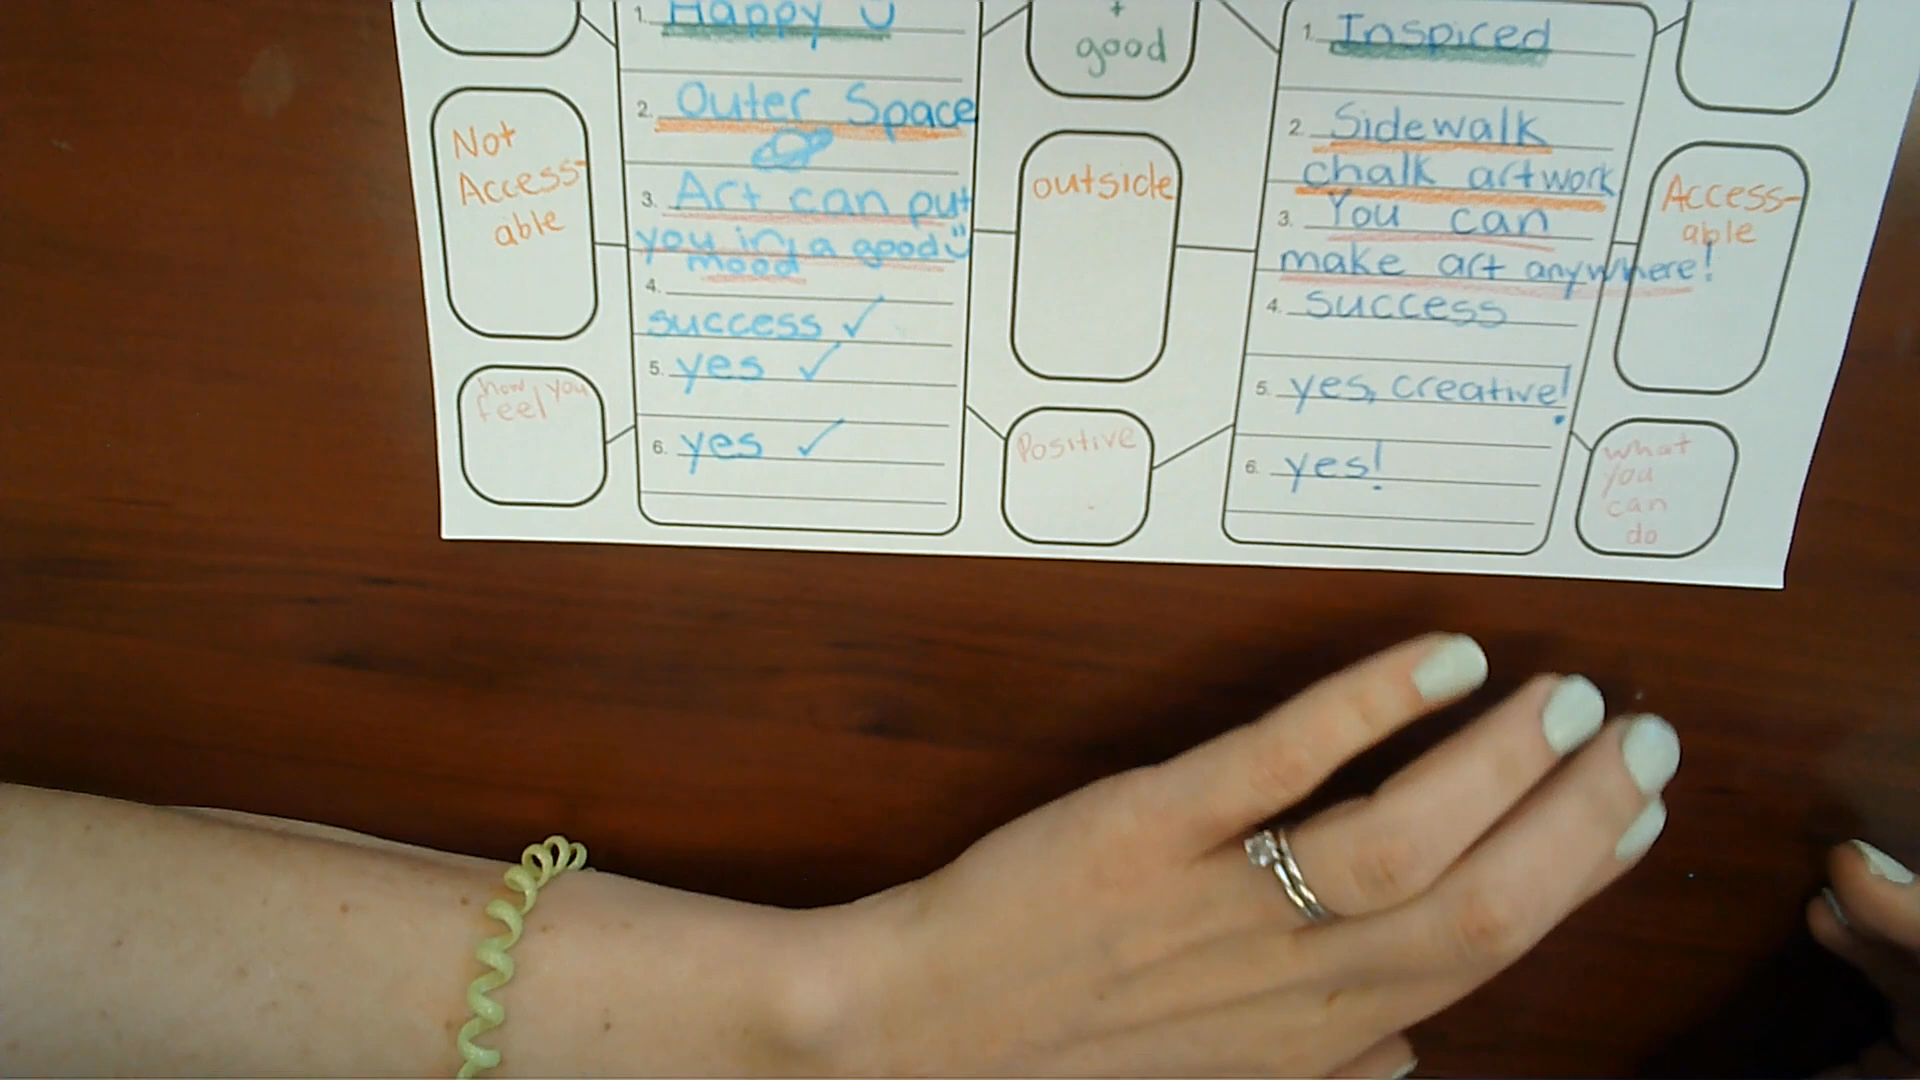 1. Happy
+
good
1. Inspired
Not
Access-
able
2. Outer Space
3. Art can put
you in a good
mood
4.
success ✓
5. yes ✓
6. yes ✓
how you
feel
outside
Positive
2. Sidewalk
chalk artwork
3. You can
make art anywhere!
4. success
5. yes, creative!
6. yes!
Access-
able
what
you
can
do